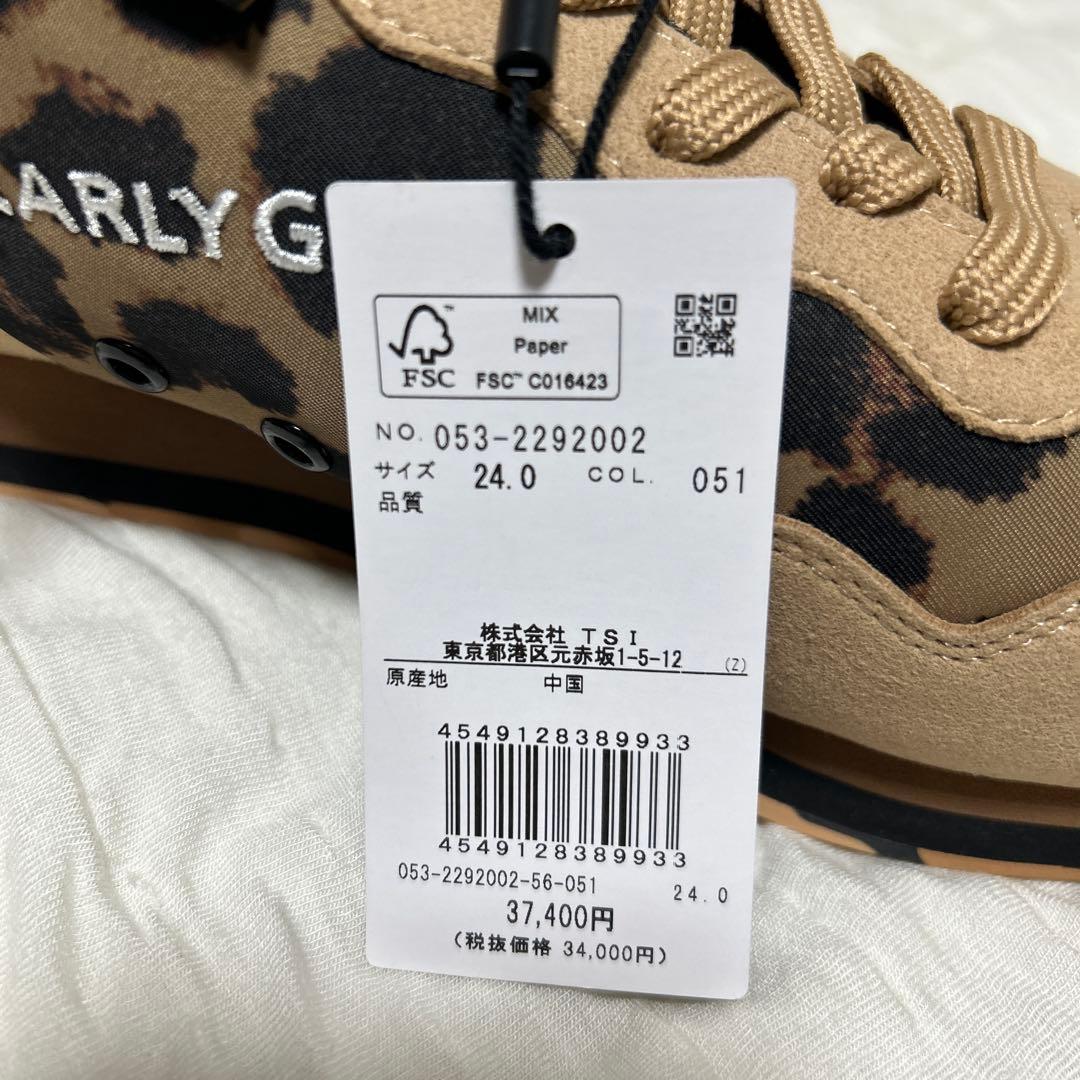 EARLY G
MIX
Paper
FSC
FSC™ C016423
NO. 053-2292002
サイズ 24.0 COL. 051
品質
株式会社 TSI
東京都港区元赤坂1-5-12 (Z)
原産地 中国
4549128389933
4549128389933
053-2292002-56-051 24.0
37,400円
(税抜価格 34,000円)